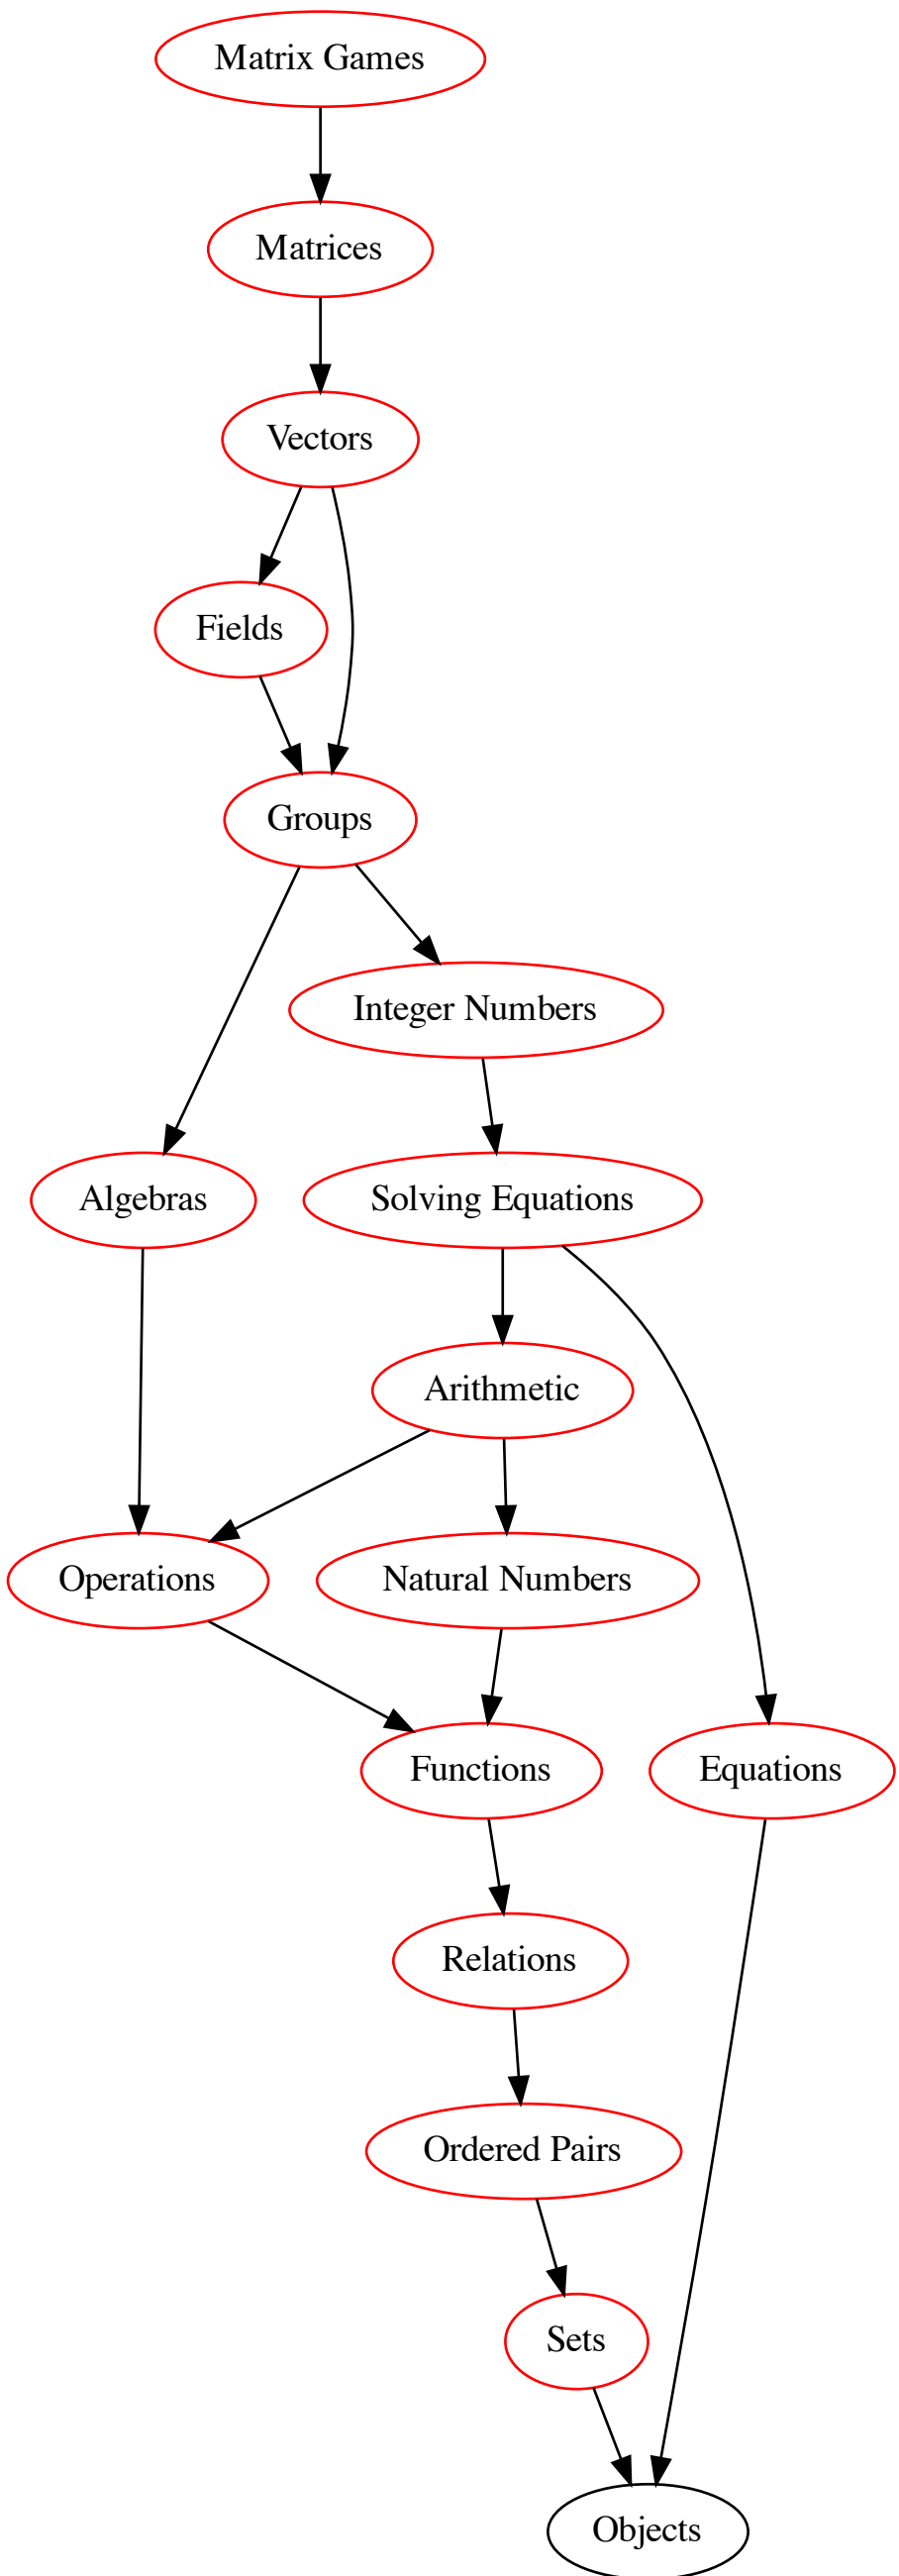 Matrix Games
Matrices
Vectors
Fields
Groups
Integer Numbers
Algebras
Solving Equations
Arithmetic
Operations
Natural Numbers
Functions
Equations
Relations
Ordered Pairs
Sets
Objects